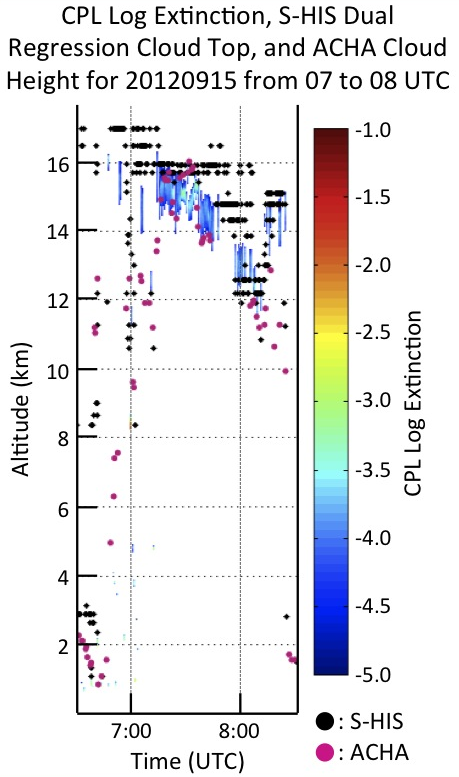 CPL Log Extinction, S-HIS Dual
Regression Cloud Top, and ACHA Cloud
Height for 20120915 from 07 to 08 UTC
16
14
12
10
8
6
4
2
Altitude (km)
7:00 8:00
Time (UTC)
-1.0
-1.5
-2.0
-2.5
-3.0
-3.5
-4.0
-4.5
-5.0
CPL Log Extinction
: S-HIS
: ACHA